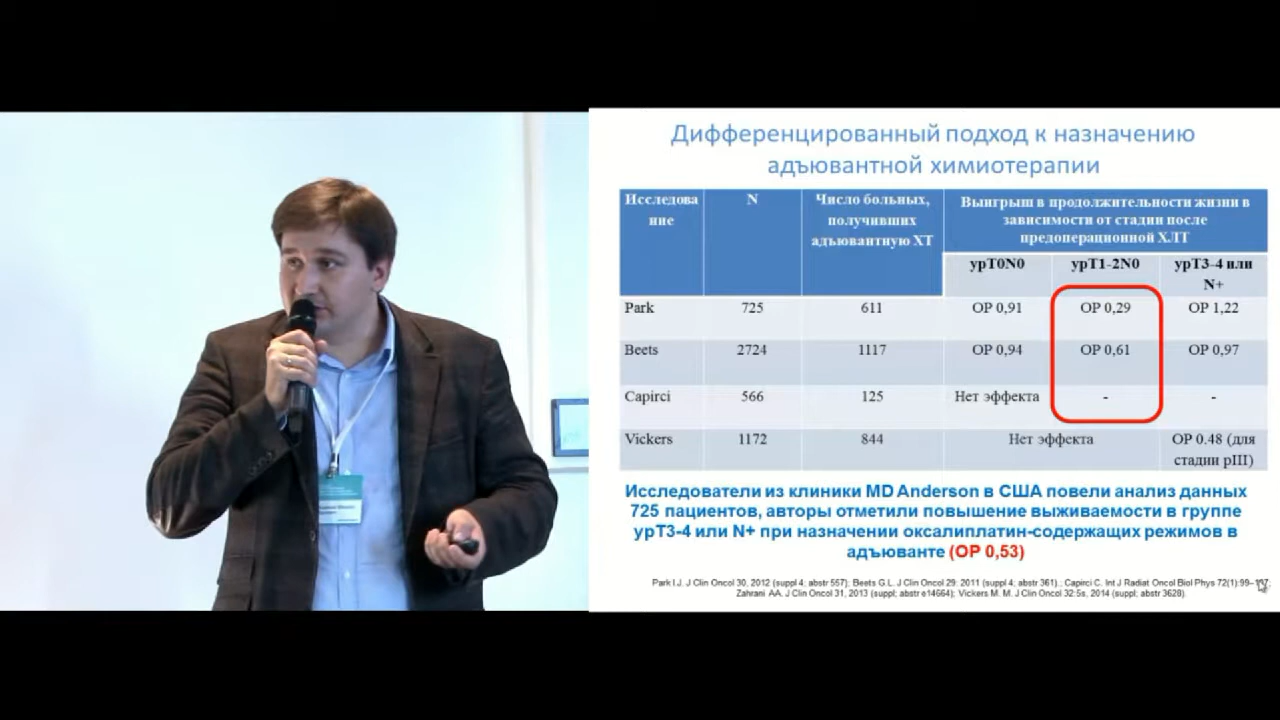 Дифференцированный подход к назначению
адъювантной химиотерапии
Исследова
ние
N
Число больных,
получивших
адъювантную ХТ
Выигрыш в продолжительности жизни в
зависимости от стадии после
предоперационной ХЛТ
урТ0N0
урТ1-2N0
урТ3-4 или
N+
Park 725 611 ОР 0,91 ОР 0,29 ОР 1,22
Beets 2724 1117 ОР 0,94 ОР 0,61 ОР 0,97
Capirci 566 125 Нет эффекта - -
Vickers 1172 844 Нет эффекта ОР 0.48 (для
стадии pIII)
Исследователи из клиники MD Anderson в США повели анализ данных
725 пациентов, авторы отметили повышение выживаемости в группе
урТ3-4 или N+ при назначении оксалиплатин-содержащих режимов в
адъюванте (ОР 0,53)
Park I.J. J Clin Oncol 30, 2012 (suppl 4; abstr 557); Beets G.L. J Clin Oncol 29: 2011 (suppl 4; abstr 361).; Capirci C. Int J Radiat Oncol Biol Phys 72(1):99–
Zahrani AA. J Clin Oncol 31, 2013 (suppl; abstr e14664); Vickers M. M. J Clin Oncol 32:5s, 2014 (suppl; abstr 3628).